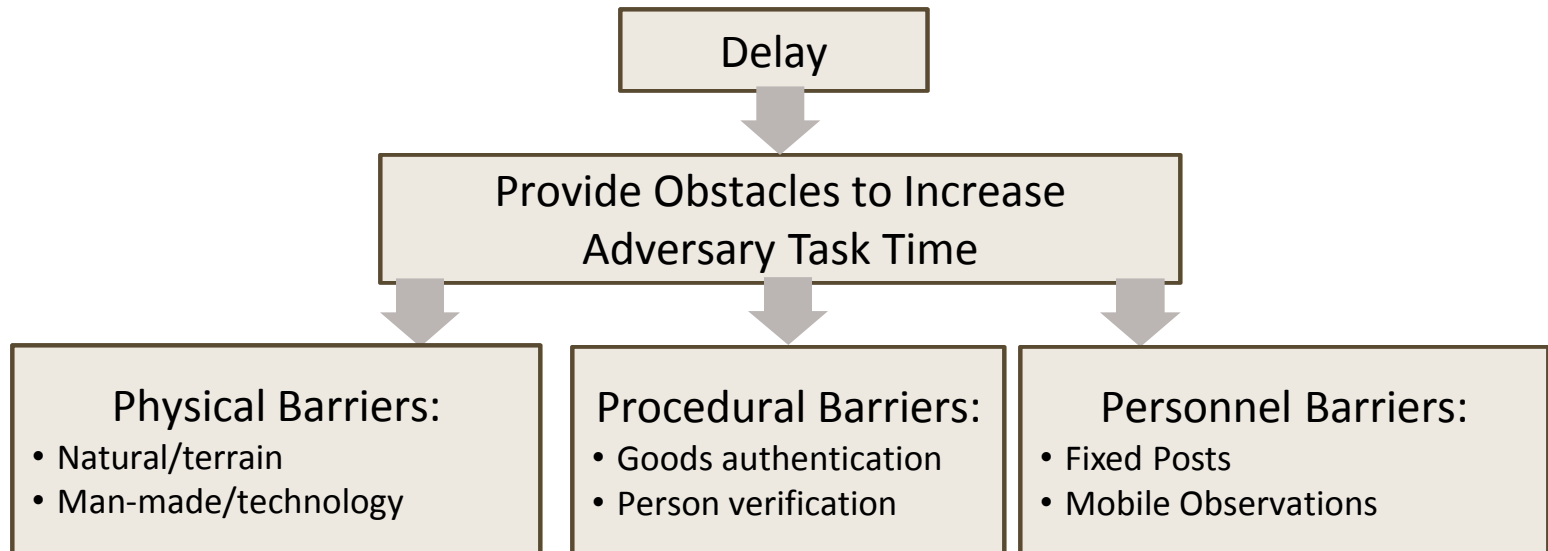 Delay
Provide Obstacles to Increase
Adversary Task Time
Physical Barriers:
• Natural/terrain
• Man-made/technology
Procedural Barriers:
• Goods authentication
• Person verification
Personnel Barriers:
• Fixed Posts
• Mobile Observations